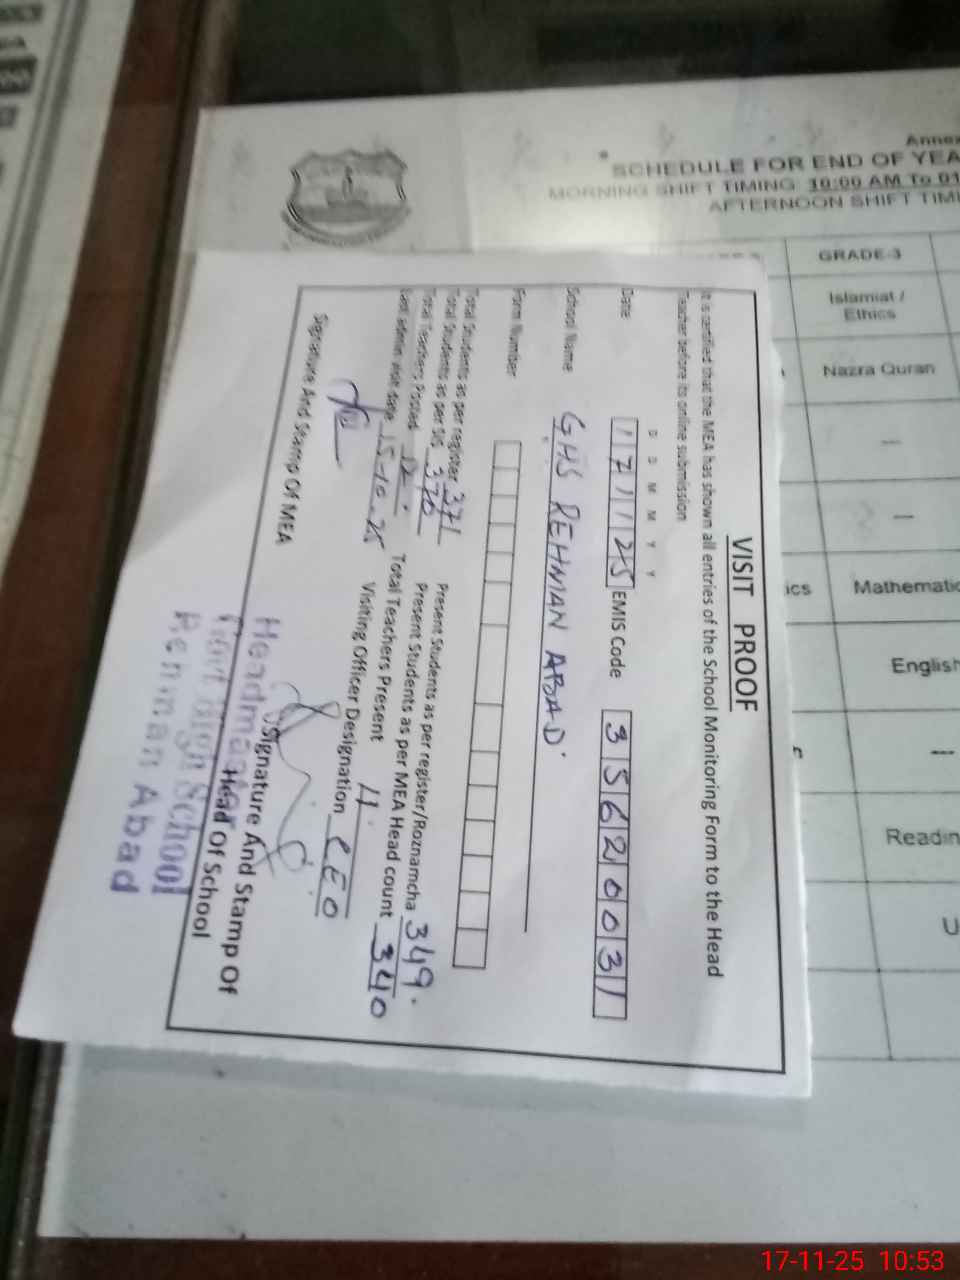 VISIT PROOF
It is certified that the MEA has shown all entries of the School Monitoring Form to the Head
Teacher before its online submission
D D M M Y Y
Date 171125 EMIS Code 35620031
School Name GHS REHMAN ABAD
Form Number
Total Students as per register 371 Present Students as per register/Roznamcha 349
Total Students as per SIS 370 Present Students as per MEA Head count 340
Total Teachers Posted 12 Total Teachers Present 11
Last admin visit date 15-10-25 Visiting Officer Designation CEO
Signature And Stamp Of MEA
Signature And Stamp Of
Head Of School
Headmaster
Govt High School
Rehman Abad
Annex
SCHEDULE FOR END OF YEA
MORNING SHIFT TIMING 10:00 AM To 01
AFTERNOON SHIFT TIMI
GRADE-3
Islamiat /
Ethics
Nazra Quran
---
---
ics Mathematic
English
---
Readin
U
17-11-25 10:53